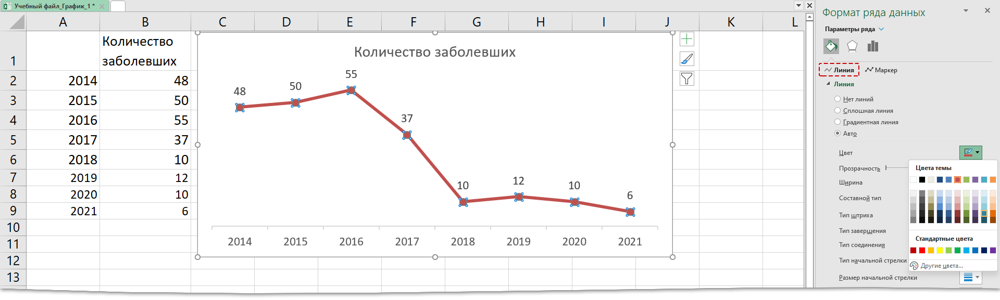 Учебный файл_График_1 *
A B C D E F G H I J K L
1 Количество
заболевших
2 2014 48
3 2015 50
4 2016 55
5 2017 37
6 2018 10
7 2019 12
8 2020 10
9 2021 6
10
11
12
13
Количество заболевших
48 50 55 37 10 12 10 6
2014 2015 2016 2017 2018 2019 2020 2021
Формат ряда данных
Параметры ряда
Линия Маркер
Линия
Нет линий
Сплошная линия
Градиентная линия
Авто
Цвет
Прозрачность
Ширина
Составной тип
Тип штриха
Тип завершения
Тип соединения
Тип начальной стрелки
Размер начальной стрелки
Цвета темы
Стандартные цвета
Другие цвета...